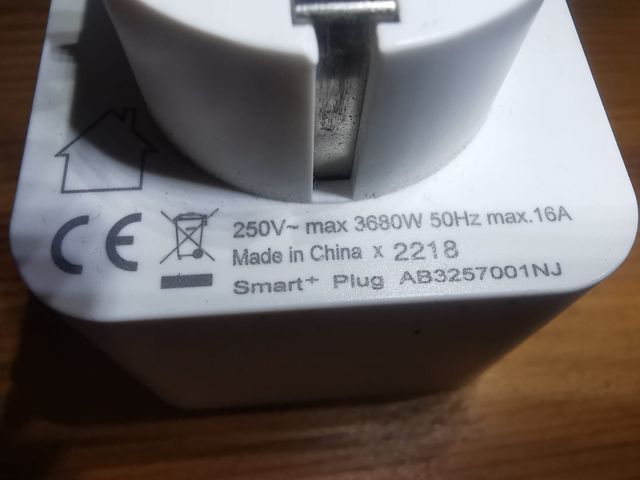 CE
250V~ max 3680W 50Hz max.16A
Made in China x 2218
Smart+ Plug AB3257001NJ